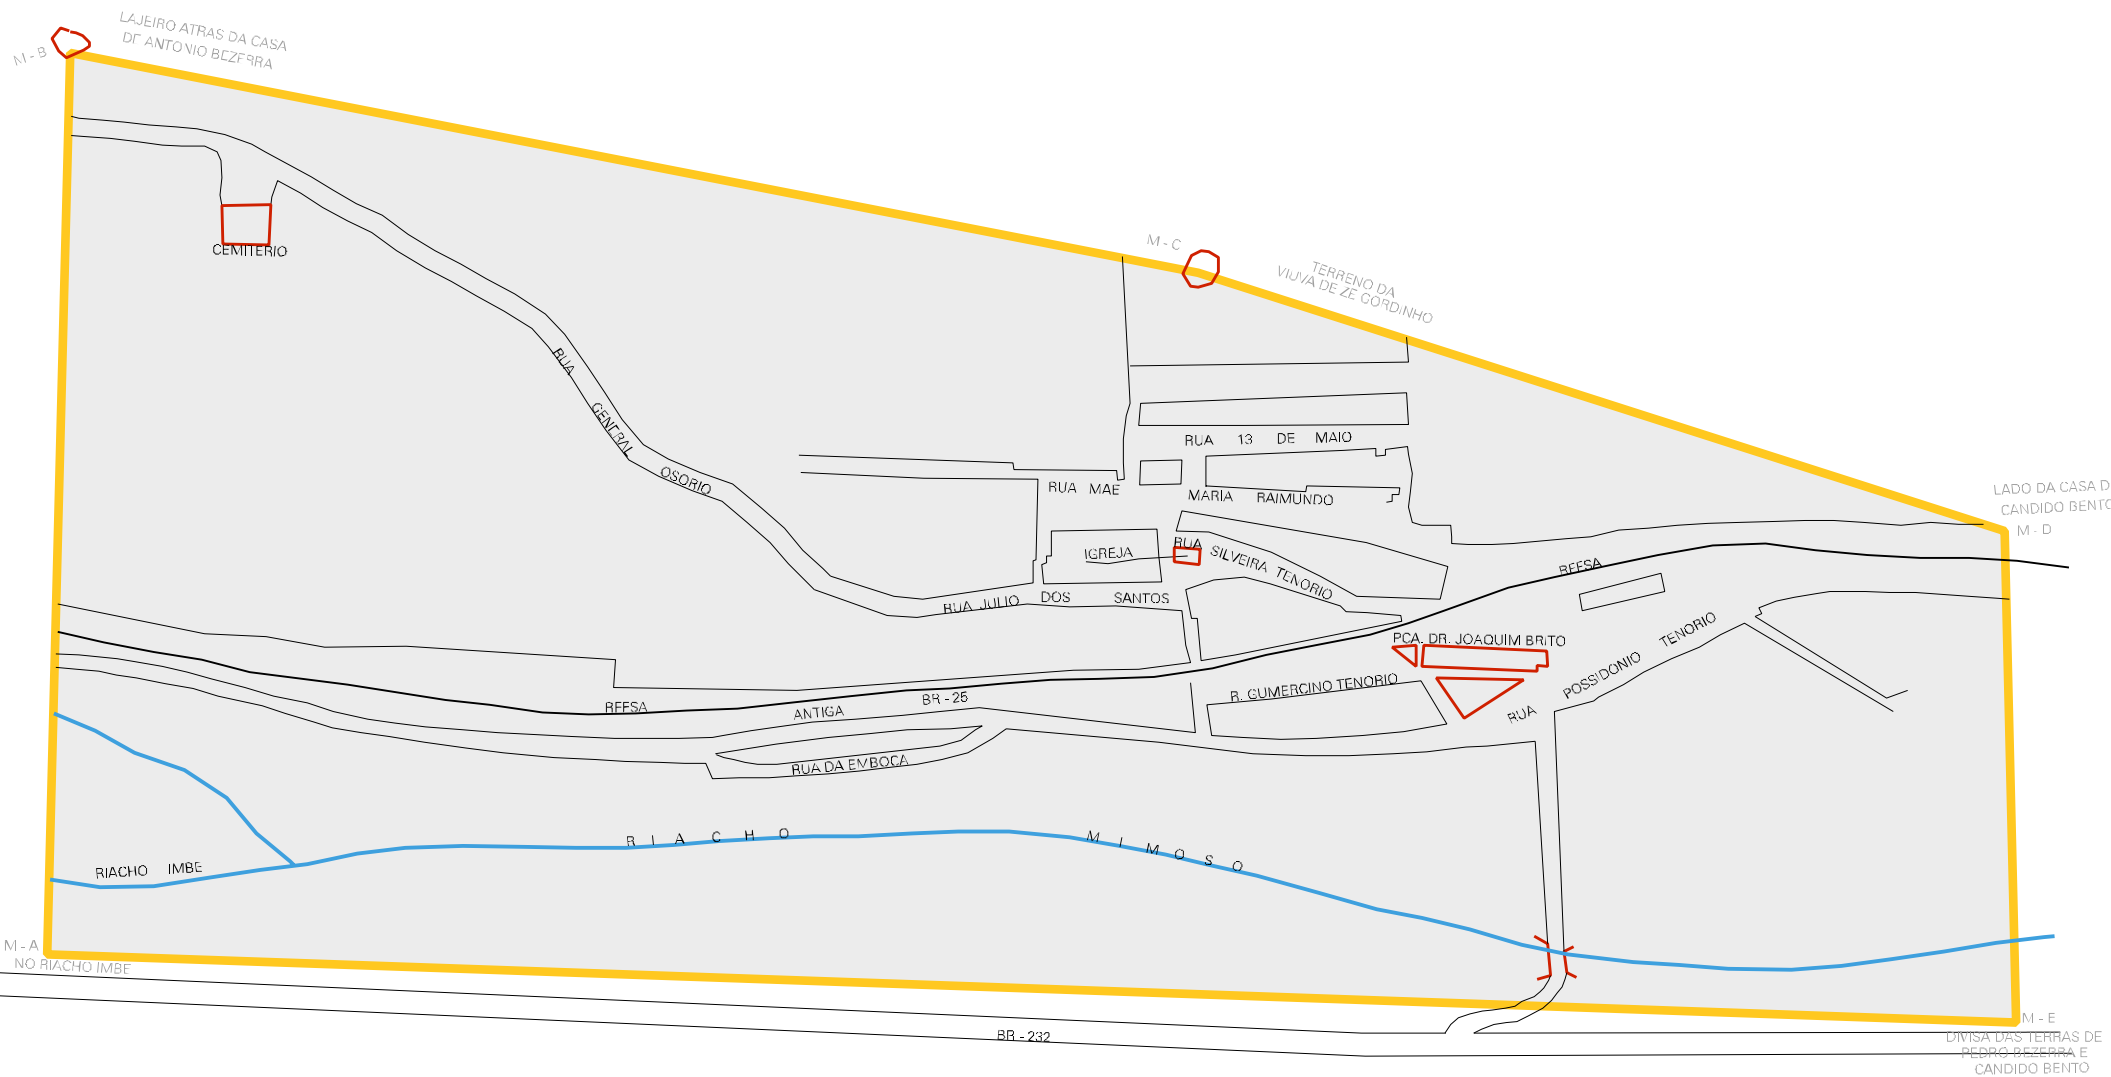 LAJEIRO ATRAS DA CASA
DE ANTONIO BEZERRA
M - B
M - C
TERRENO DA
VIUVA DE ZE GORDINHO
CEMITERIO
RUA GENERAL OSORIO
RUA 13 DE MAIO
RUA MAE MARIA RAIMUNDO
LADO DA CASA D
CANDIDO BENTO
M - D
IGREJA
RUA SILVEIRA TENORIO
RUA JULIO DOS SANTOS
RFFSA
PCA. DR. JOAQUIM BRITO
RUA POSSIDONIO TENORIO
R. GUMERCINO TENORIO
RFFSA
ANTIGA BR - 25
RUA DA EMBOCA
RIACHO MIMOSO
RIACHO IMBE
M - A
NO RIACHO IMBE
BR - 232
M - E
DIVISA DAS TERRAS DE
PEDRO BEZERRA E
CANDIDO BENTO